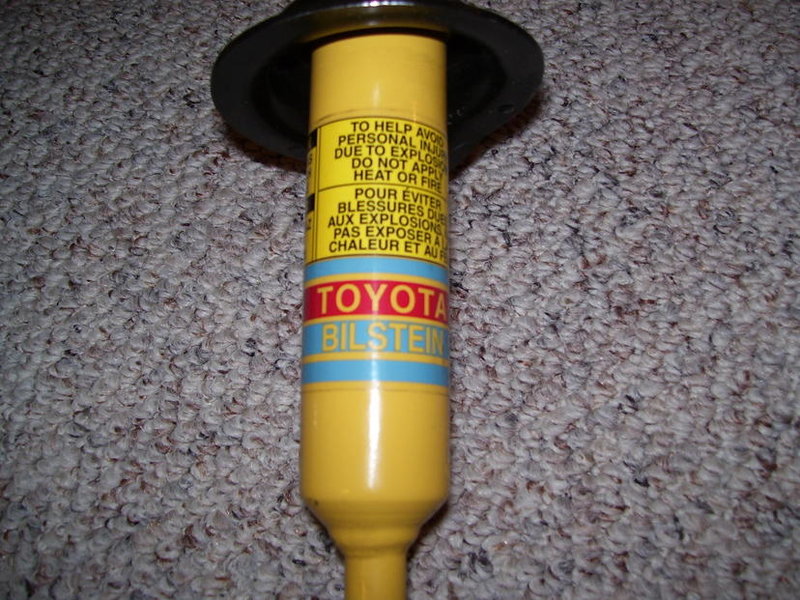 TO HELP AVOID
PERSONAL INJU
DUE TO EXPLOS
DO NOT APPLY
HEAT OR FIRE
POUR ÉVITER
BLESSURES DUE
AUX EXPLOSIONS,
PAS EXPOSER À L
CHALEUR ET AU F
TOYOTA
BILSTEIN